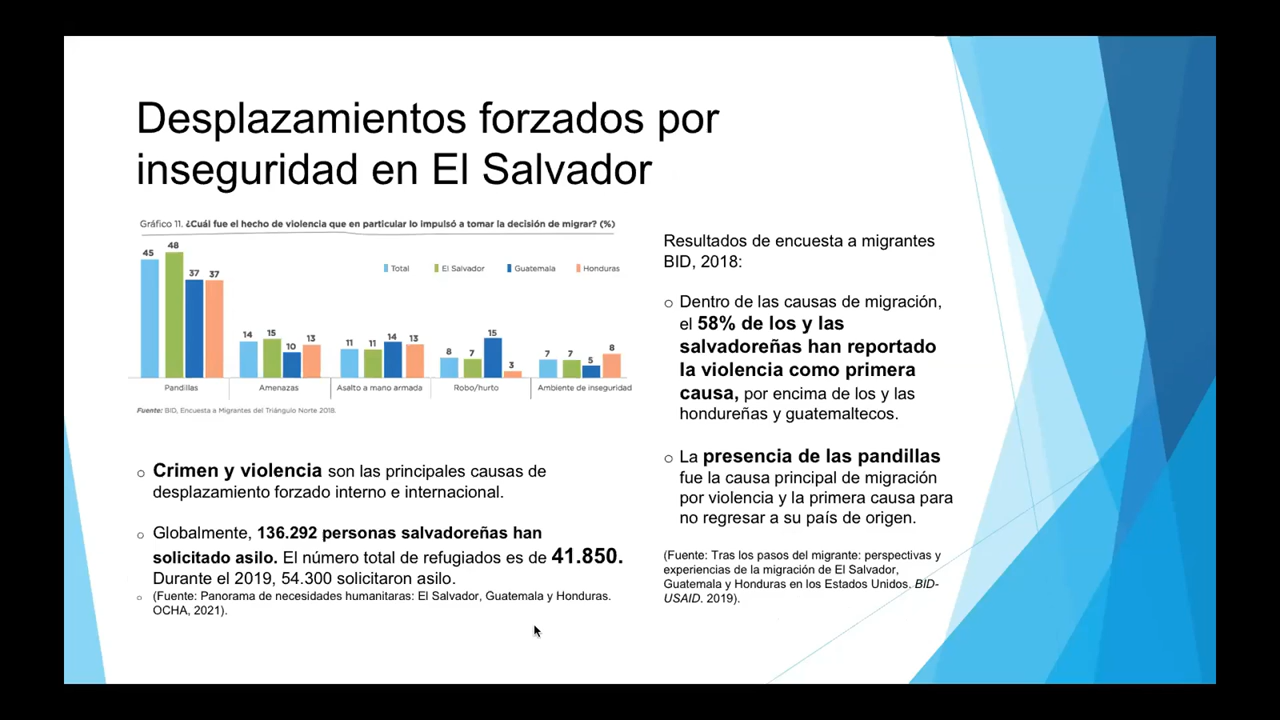 Desplazamientos forzados por
inseguridad en El Salvador
Gráfico 11. ¿Cuál fue el hecho de violencia que en particular lo impulsó a tomar la decisión de migrar? (%)
Total El Salvador Guatemala Honduras
45 48 37 37
14 15 10 13
11 11 14 13
8 7 15 3
7 7 5 8
Pandillas Amenazas Asalto a mano armada Robo/hurto Ambiente de inseguridad
Fuente: BID, Encuesta a Migrantes del Triángulo Norte 2018.
o Crimen y violencia son las principales causas de
desplazamiento forzado interno e internacional.
o Globalmente, 136.292 personas salvadoreñas han
solicitado asilo. El número total de refugiados es de 41.850.
Durante el 2019, 54.300 solicitaron asilo.
o (Fuente: Panorama de necesidades humanitaras: El Salvador, Guatemala y Honduras.
OCHA, 2021).
Resultados de encuesta a migrantes
BID, 2018:
o Dentro de las causas de migración,
el 58% de los y las
salvadoreñas han reportado
la violencia como primera
causa, por encima de los y las
hondureñas y guatemaltecos.
o La presencia de las pandillas
fue la causa principal de migración
por violencia y la primera causa para
no regresar a su país de origen.
(Fuente: Tras los pasos del migrante: perspectivas y
experiencias de la migración de El Salvador,
Guatemala y Honduras en los Estados Unidos. BID-
USAID. 2019).